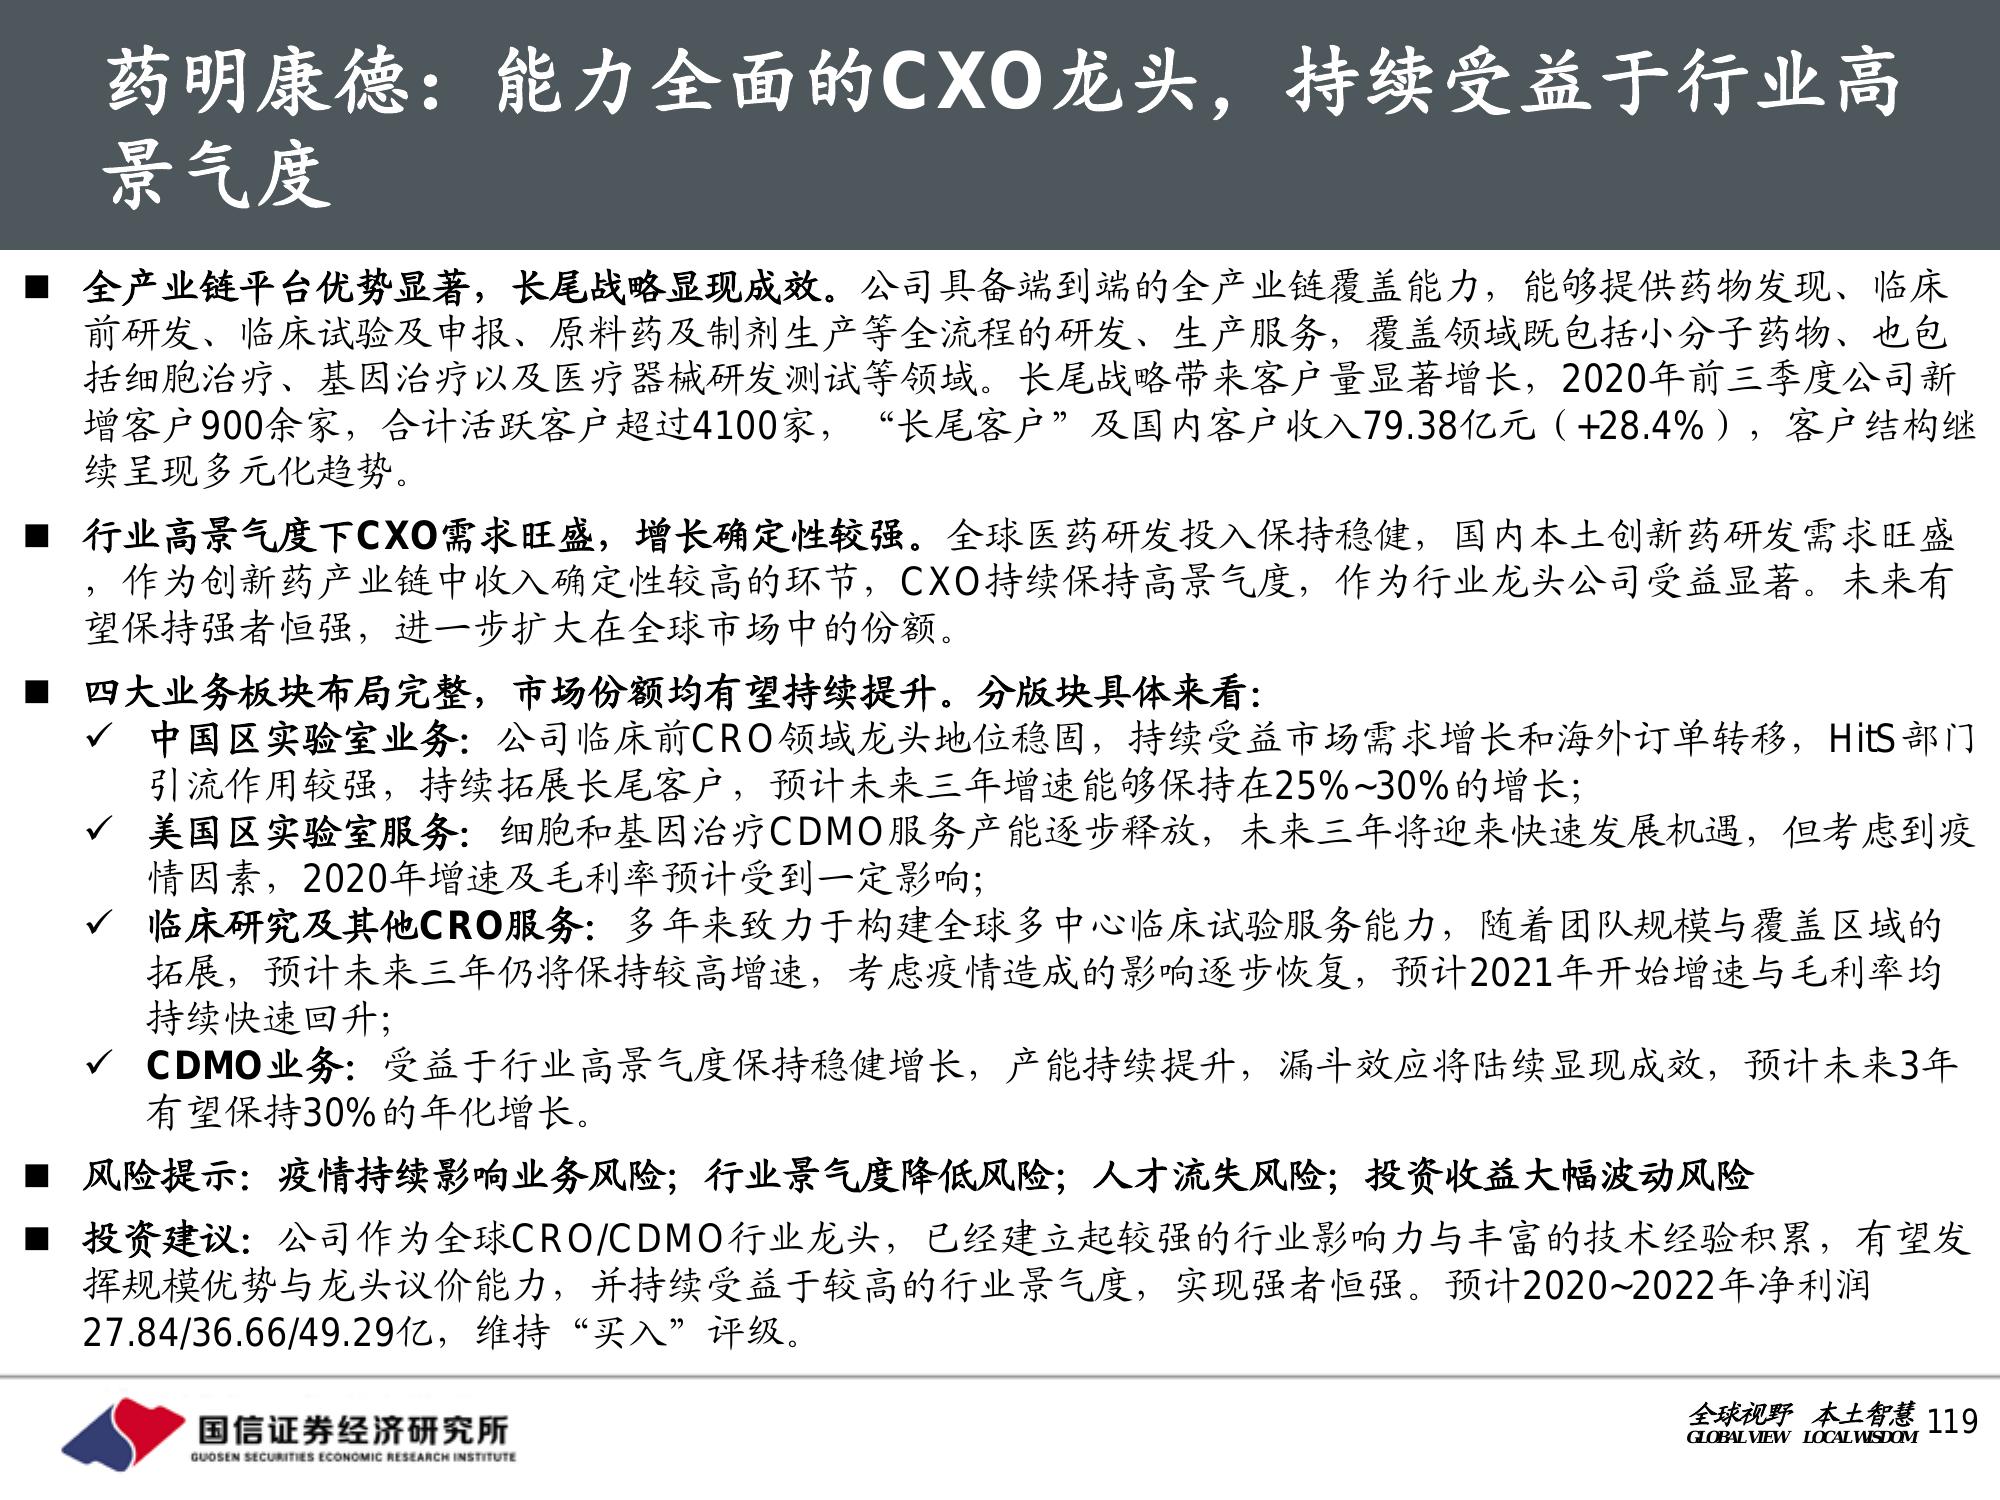 药明康德：能力全面的CXO龙头，持续受益于行业高
景气度
■ 全产业链平台优势显著，长尾战略显现成效。公司具备端到端的全产业链覆盖能力，能够提供药物发现、临床
前研发、临床试验及申报、原料药及制剂生产等全流程的研发、生产服务，覆盖领域既包括小分子药物、也包
括细胞治疗、基因治疗以及医疗器械研发测试等领域。长尾战略带来客户量显著增长，2020年前三季度公司新
增客户900余家，合计活跃客户超过4100家，“长尾客户”及国内客户收入79.38亿元（+28.4%），客户结构继
续呈现多元化趋势。
■ 行业高景气度下CXO需求旺盛，增长确定性较强。全球医药研发投入保持稳健，国内本土创新药研发需求旺盛
，作为创新药产业链中收入确定性较高的环节，CXO持续保持高景气度，作为行业龙头公司受益显著。未来有
望保持强者恒强，进一步扩大在全球市场中的份额。
■ 四大业务板块布局完整，市场份额均有望持续提升。分版块具体来看：
✓ 中国区实验室业务：公司临床前CRO领域龙头地位稳固，持续受益市场需求增长和海外订单转移，HitS部门
引流作用较强，持续拓展长尾客户，预计未来三年增速能够保持在25%~30%的增长；
✓ 美国区实验室服务：细胞和基因治疗CDMO服务产能逐步释放，未来三年将迎来快速发展机遇，但考虑到疫
情因素，2020年增速及毛利率预计受到一定影响；
✓ 临床研究及其他CRO服务：多年来致力于构建全球多中心临床试验服务能力，随着团队规模与覆盖区域的
拓展，预计未来三年仍将保持较高增速，考虑疫情造成的影响逐步恢复，预计2021年开始增速与毛利率均
持续快速回升；
✓ CDMO业务：受益于行业高景气度保持稳健增长，产能持续提升，漏斗效应将陆续显现成效，预计未来3年
有望保持30%的年化增长。
■ 风险提示：疫情持续影响业务风险；行业景气度降低风险；人才流失风险；投资收益大幅波动风险
■ 投资建议：公司作为全球CRO/CDMO行业龙头，已经建立起较强的行业影响力与丰富的技术经验积累，有望发
挥规模优势与龙头议价能力，并持续受益于较高的行业景气度，实现强者恒强。预计2020~2022年净利润
27.84/36.66/49.29亿，维持“买入”评级。
国信证券经济研究所
GUOSEN SECURITIES ECONOMIC RESEARCH INSTITUTE
全球视野 本土智慧
GLOBAL VIEW LOCAL WISDOM
119